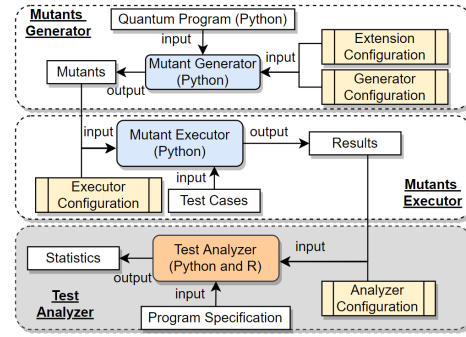 Mutants
Generator
Quantum Program (Python)
input
Extension
Configuration
Mutants
output
Mutant Generator
(Python)
input
Generator
Configuration
input
Mutant Executor
(Python)
output
Results
Executor
Configuration
input
Test Cases
Mutants
Executor
Statistics
output
Test Analyzer
(Python and R)
input
Test
Analyzer
input
Program Specification
Analyzer
Configuration